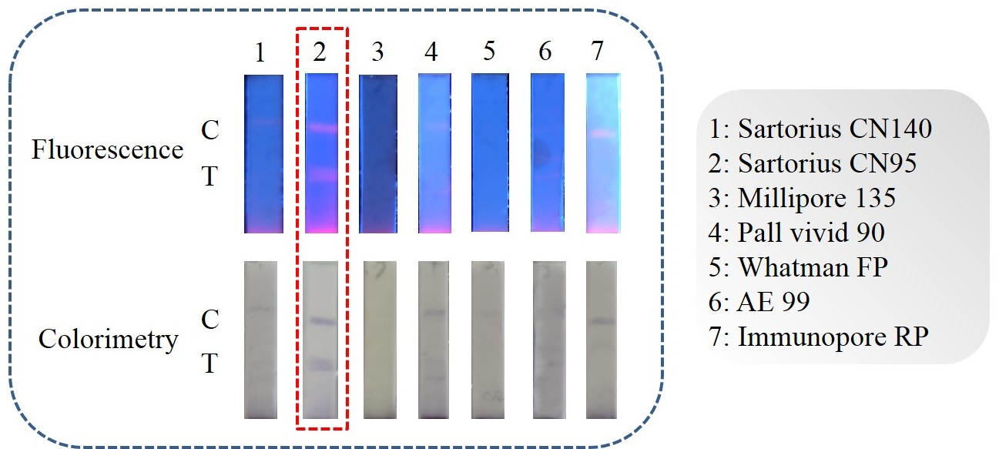 1 2 3 4 5 6 7
Fluorescence
C
T
Colorimetry
C
T
1: Sartorius CN140
2: Sartorius CN95
3: Millipore 135
4: Pall vivid 90
5: Whatman FP
6: AE 99
7: Immunopore RP